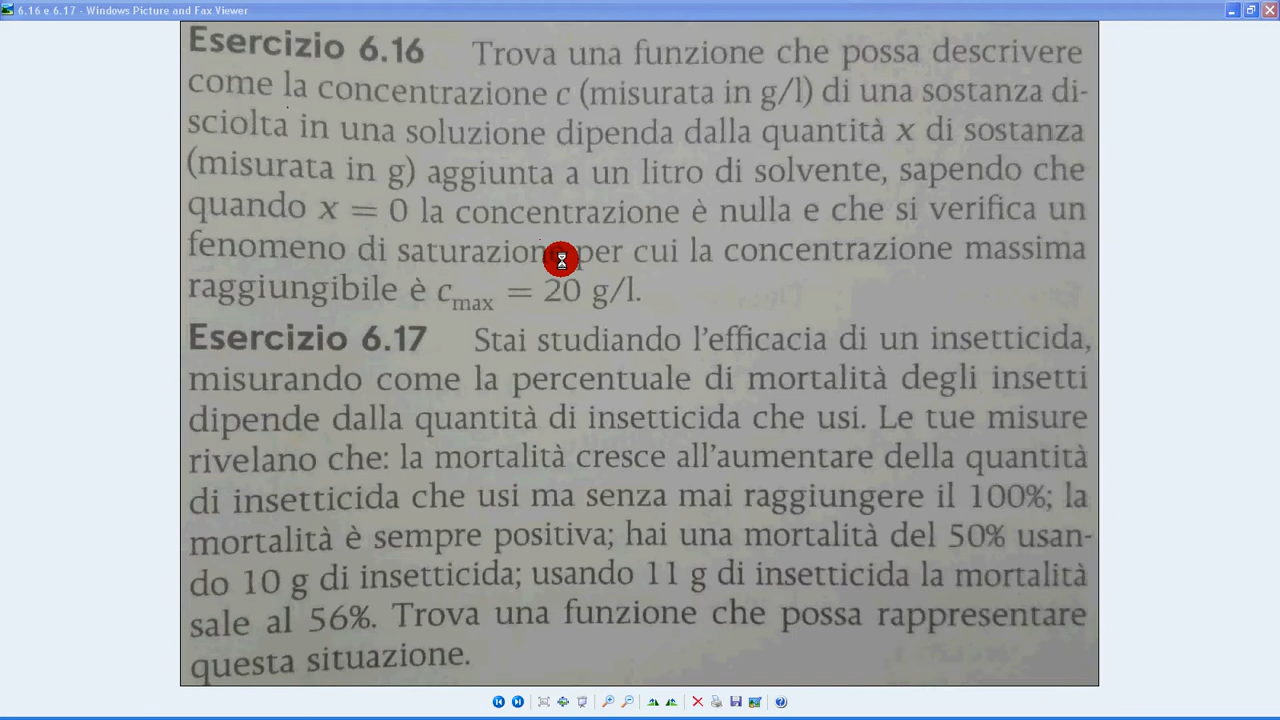 6.16 e 6.17 - Windows Picture and Fax Viewer
Esercizio 6.16 Trova una funzione che possa descrivere
come la concentrazione c (misurata in g/l) di una sostanza di-
sciolta in una soluzione dipenda dalla quantità x di sostanza
(misurata in g) aggiunta a un litro di solvente, sapendo che
quando x = 0 la concentrazione è nulla e che si verifica un
fenomeno di saturazione per cui la concentrazione massima
raggiungibile è cmax = 20 g/l.
Esercizio 6.17 Stai studiando l'efficacia di un insetticida,
misurando come la percentuale di mortalità degli insetti
dipende dalla quantità di insetticida che usi. Le tue misure
rivelano che: la mortalità cresce all'aumentare della quantità
di insetticida che usi ma senza mai raggiungere il 100%; la
mortalità è sempre positiva; hai una mortalità del 50% usan-
do 10 g di insetticida; usando 11 g di insetticida la mortalità
sale al 56%. Trova una funzione che possa rappresentare
questa situazione.